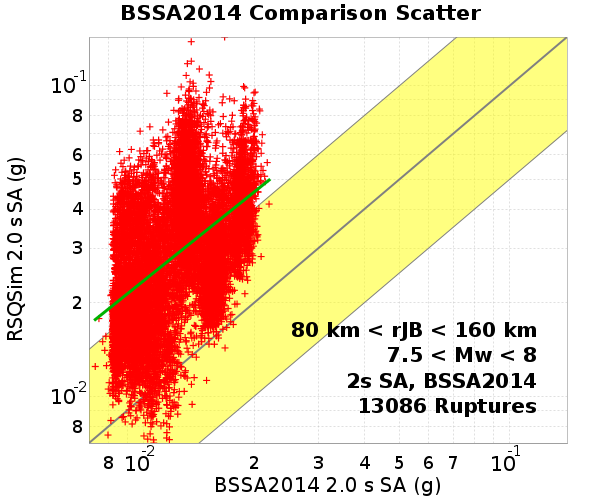 BSSA2014 Comparison Scatter
RSQSim 2.0 s SA (g)
10-1
8
6
5
4
3
2
10-2
8
80 km < rJB < 160 km
7.5 < Mw < 8
2s SA, BSSA2014
13086 Ruptures
8 10-2 2 3 4 5 6 7 10-1
BSSA2014 2.0 s SA (g)